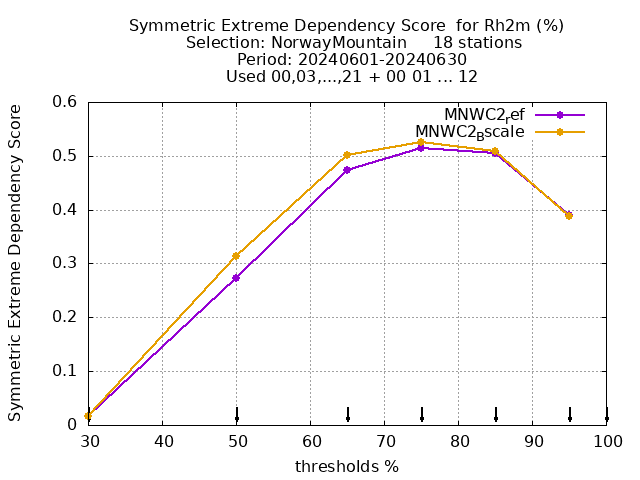 Symmetric Extreme Dependency Score  for Rh2m (%)
Selection: NorwayMountain     18 stations
Period: 20240601-20240630
Used 00,03,...,21 + 00 01 ... 12
MNWC2ref
MNWC2Bscale
Symmetric Extreme Dependency Score
0.6
0.5
0.4
0.3
0.2
0.1
0
30 40 50 60 70 80 90 100
thresholds %